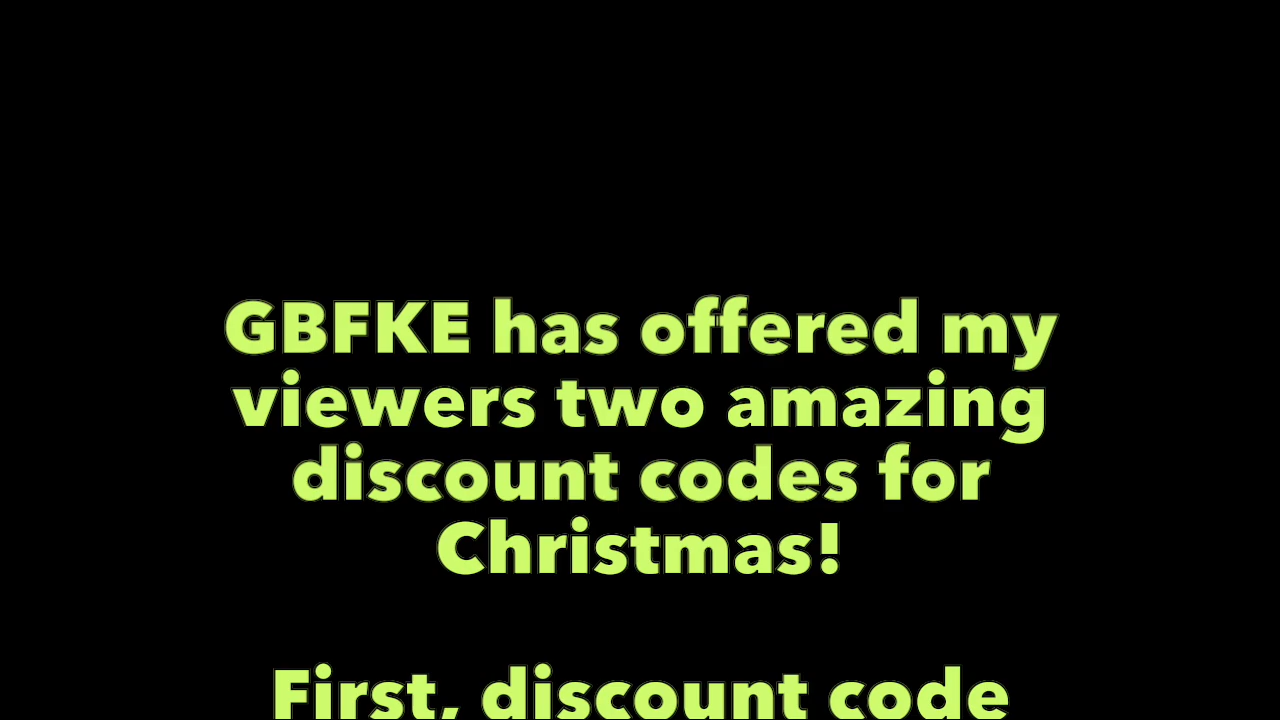 GBFKE has offered my
viewers two amazing
discount codes for
Christmas!
First, discount code